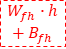 W_{fh} · h
+ B_{fh}